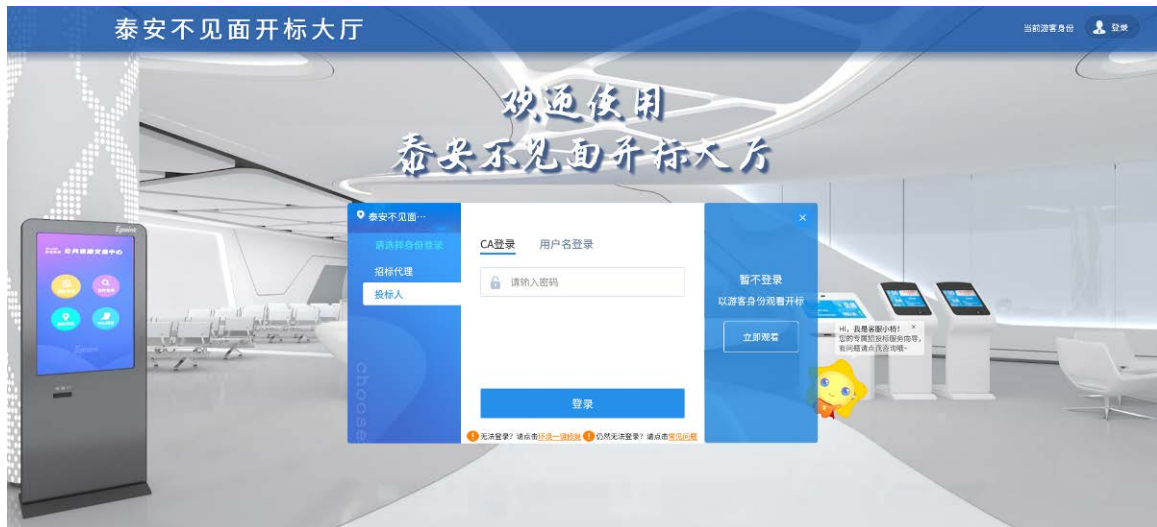 泰安不见面开标大厅
当前游客身份
登录
欢迎使用
泰安不见面开标大厅
Epoint
泰安不见面…
请选择身份登录
招标代理
投标人
Choose
CA登录
用户名登录
请输入密码
登录
无法登录？请点击环境一键检测
仍然无法登录？请点击常见问题
×
暂不登录
以游客身份观看开标
立即观看
Hi，我是客服小标！ ×
您的专属招投标服务向导，
有问题请点我咨询哦~